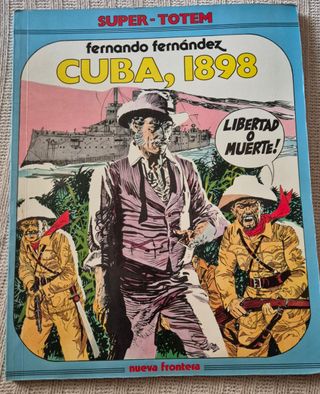 SUPER-TOTEM
fernando fernández
CUBA, 1898
LIBERTAD
O
MUERTE!
nueva frontera